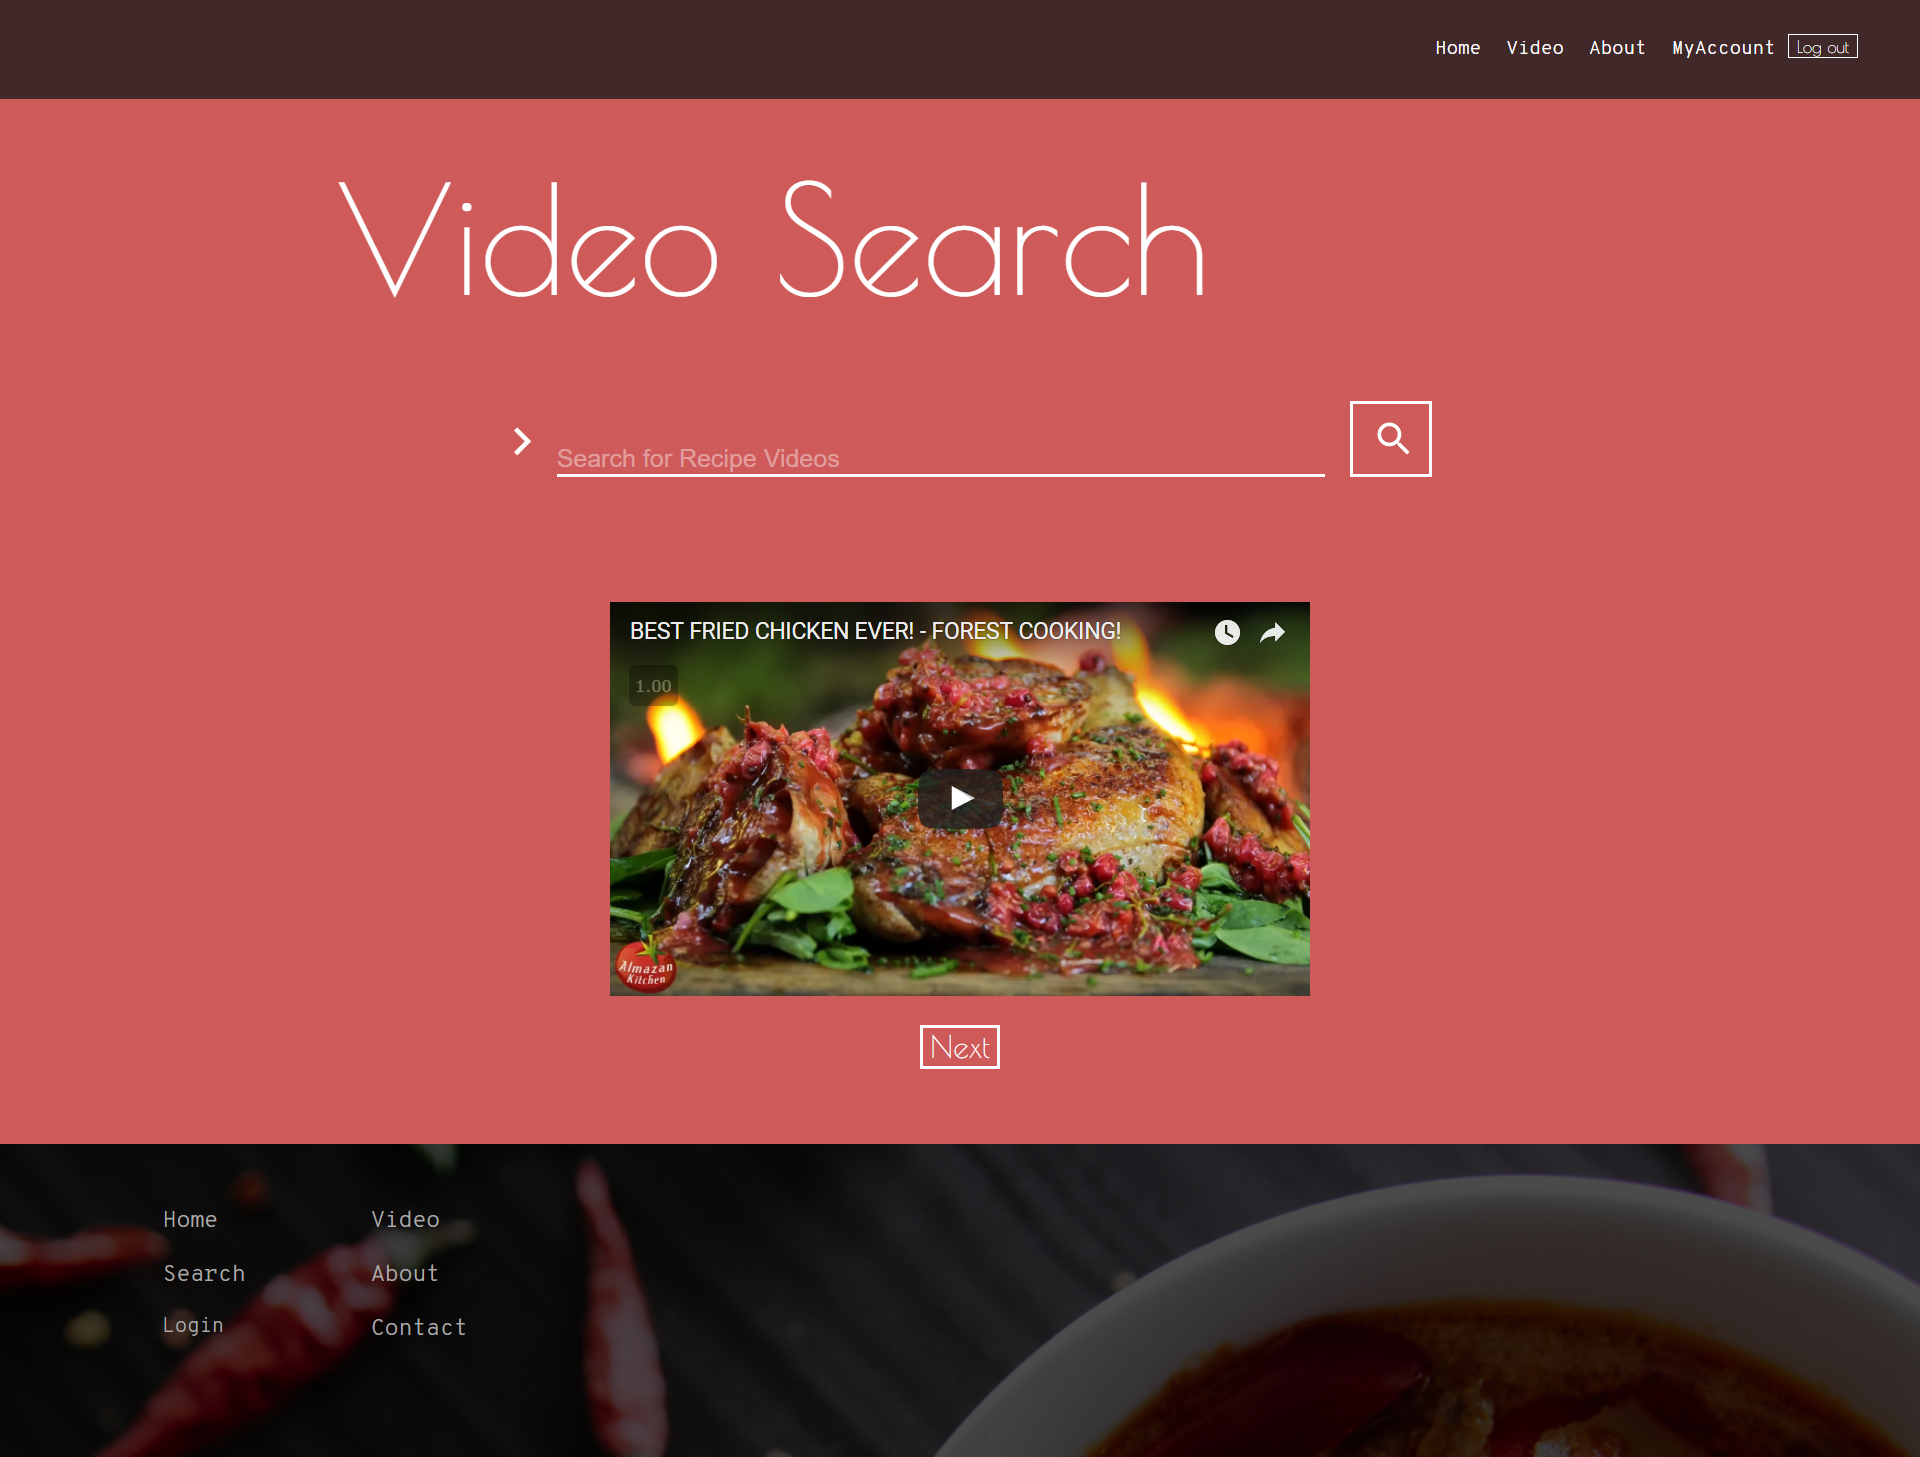 Home Video About MyAccount Log out
Video Search
Search for Recipe Videos
BEST FRIED CHICKEN EVER! - FOREST COOKING!
1.00
Almazan
Kitchen
Next
Home Video
Search About
Login Contact